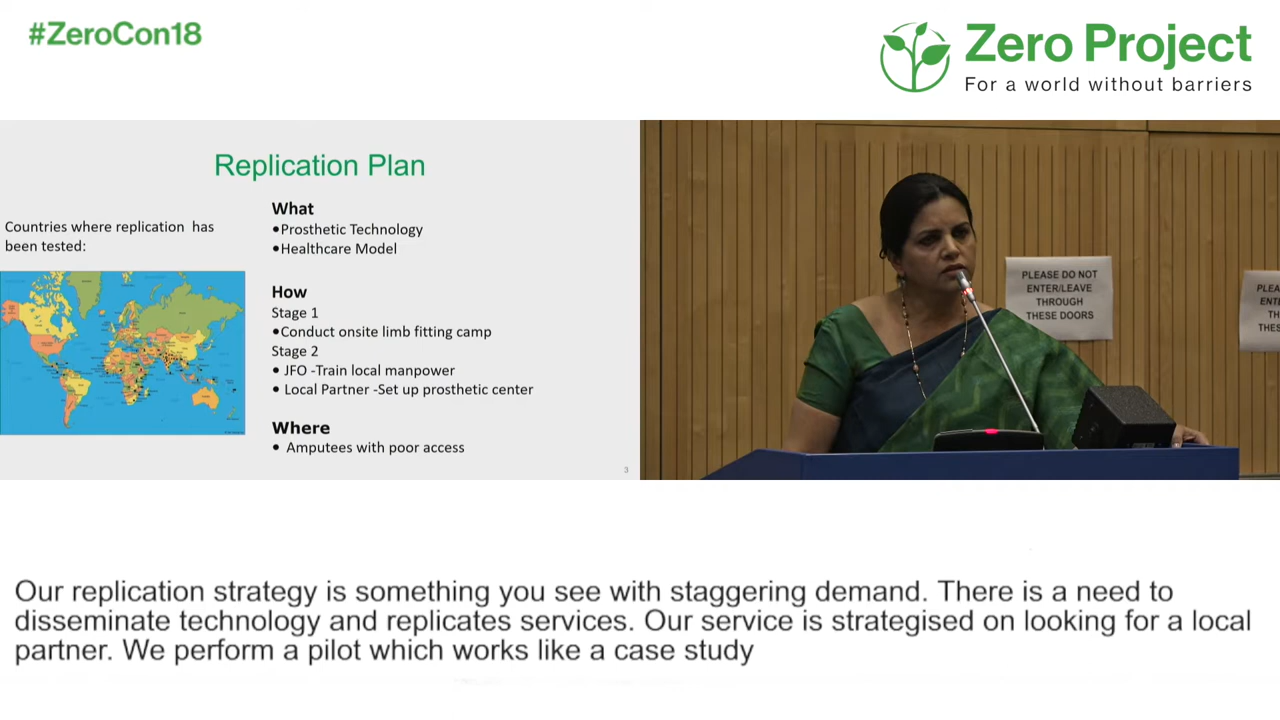 #ZeroCon18
Zero Project
For a world without barriers
Replication Plan
Countries where replication has
been tested:
What
•Prosthetic Technology
•Healthcare Model
How
Stage 1
•Conduct onsite limb fitting camp
Stage 2
• JFO -Train local manpower
• Local Partner -Set up prosthetic center
Where
• Amputees with poor access
3
PLEASE DO NOT
ENTER/LEAVE
THROUGH
THESE DOORS
Our replication strategy is something you see with staggering demand. There is a need to
disseminate technology and replicates services. Our service is strategised on looking for a local
partner. We perform a pilot which works like a case study